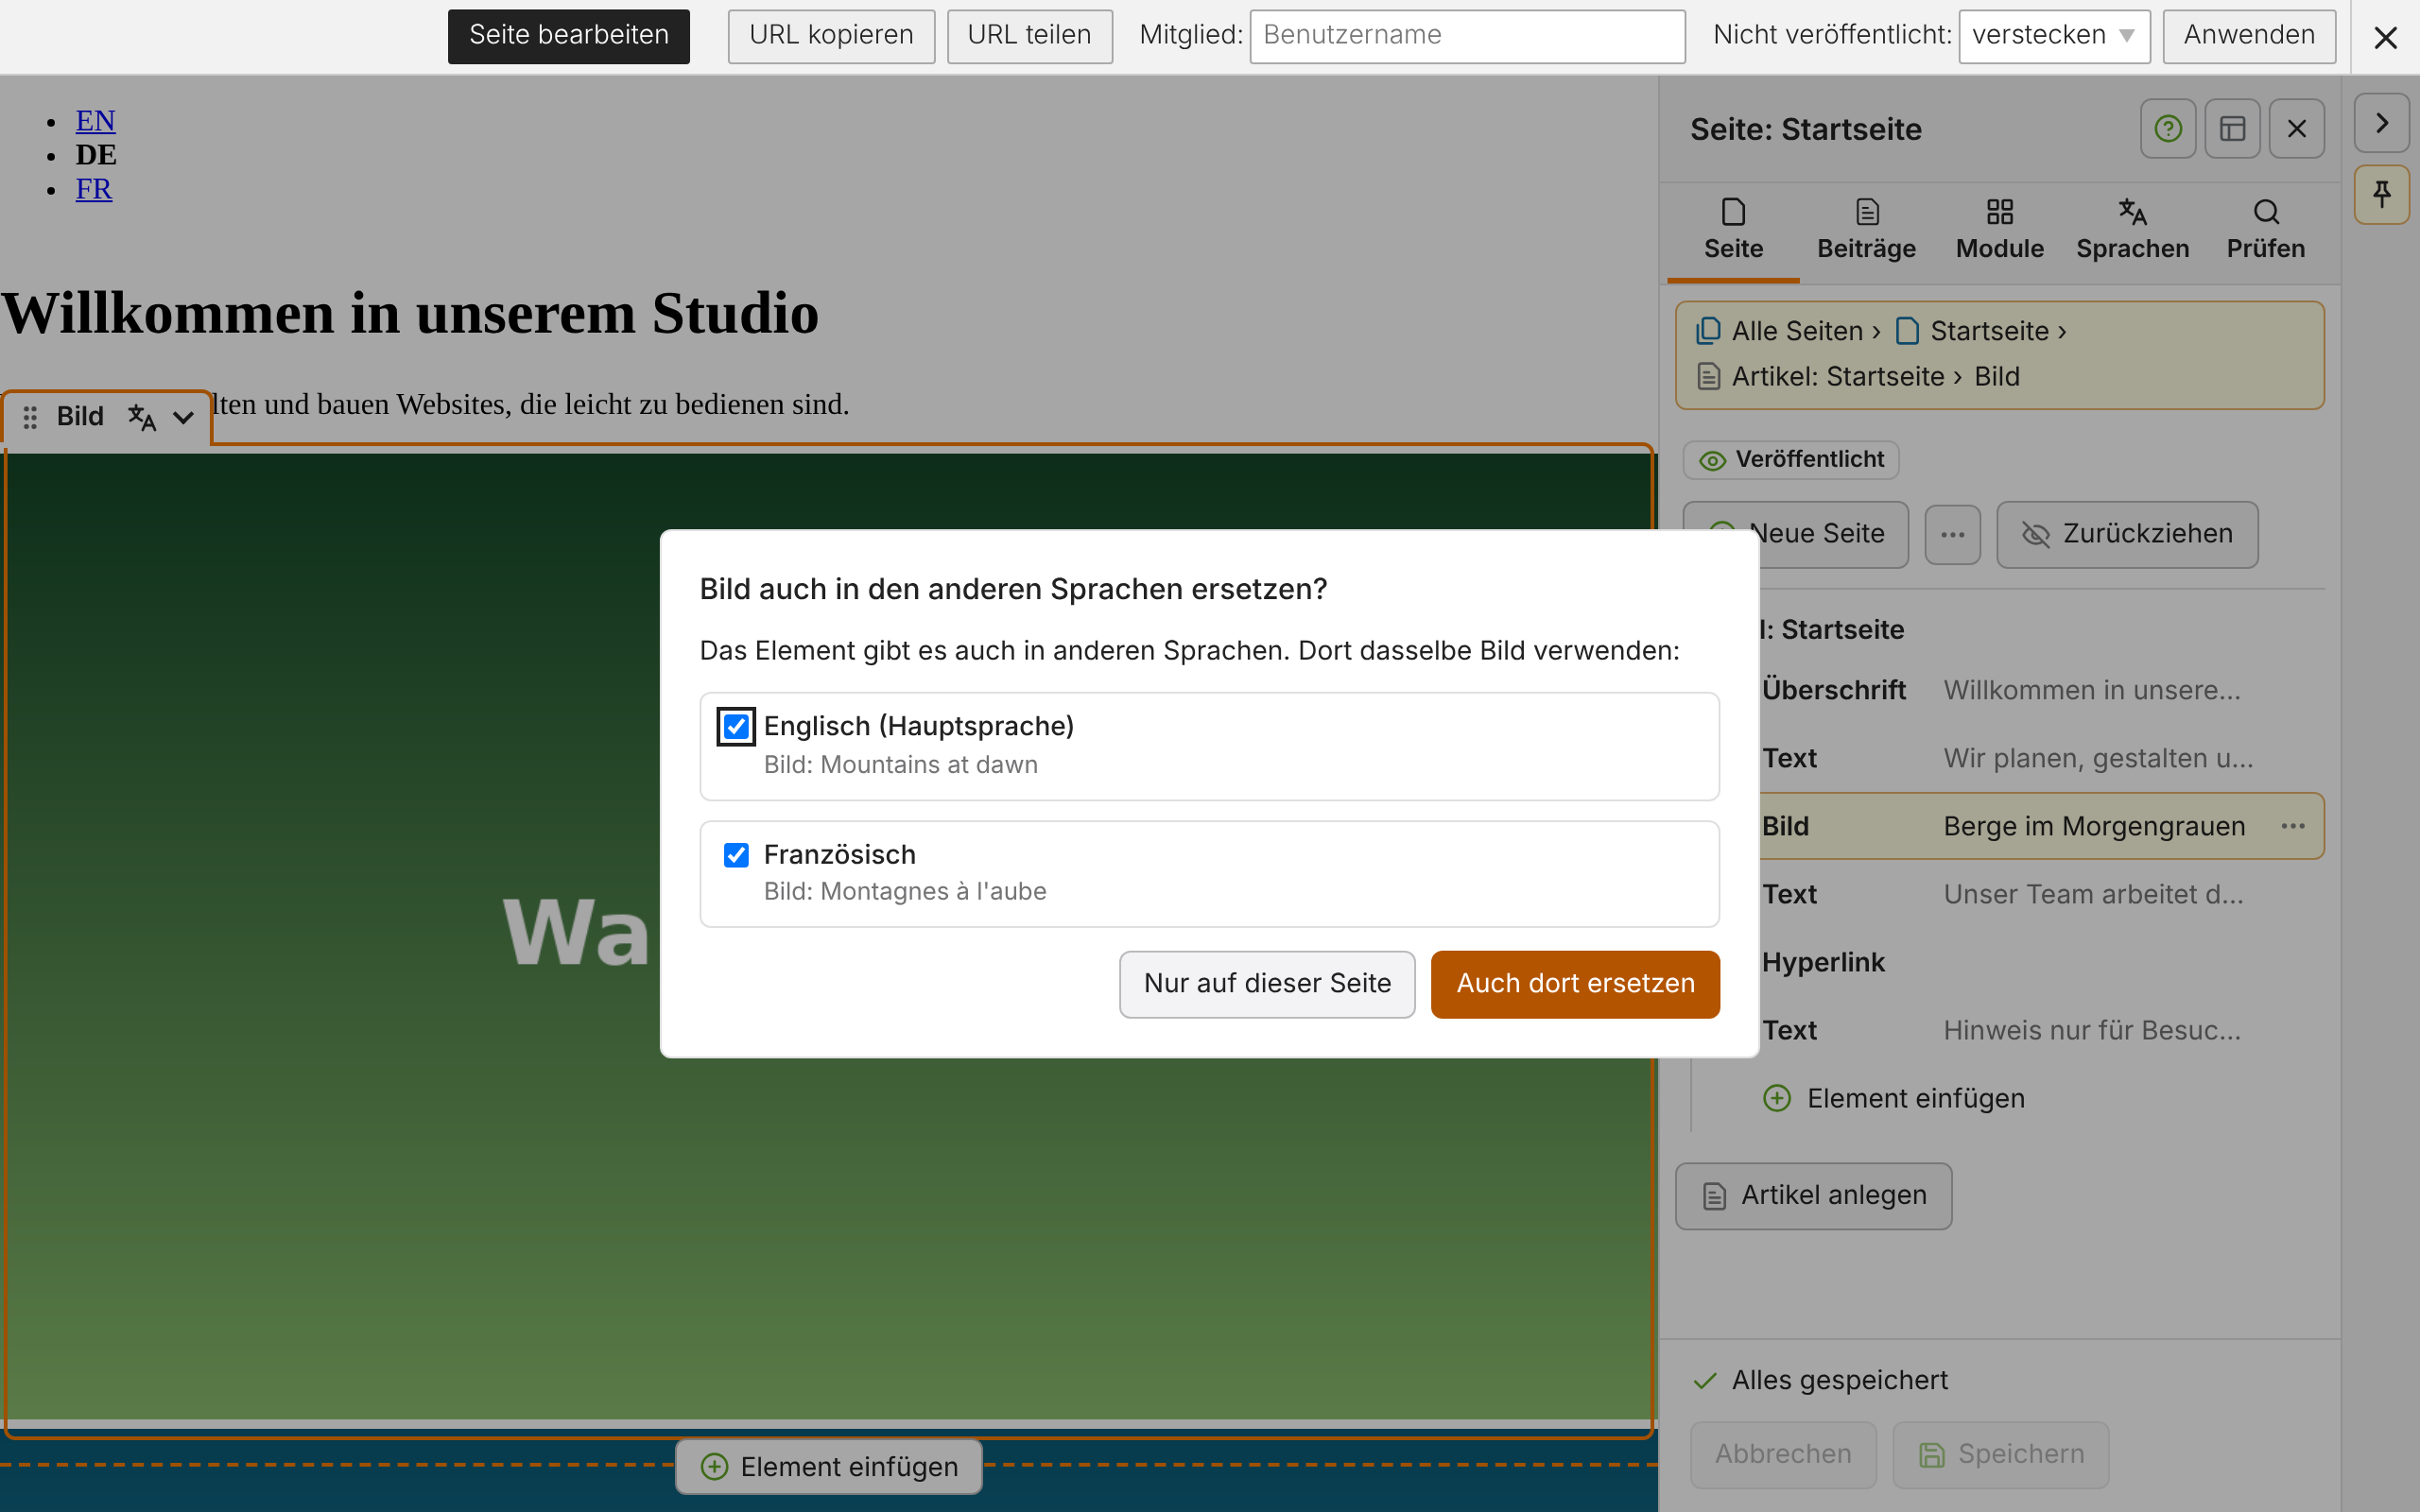 Seite bearbeiten
URL kopieren
URL teilen
Mitglied:
Benutzername
Nicht veröffentlicht:
verstecken
Anwenden
EN
DE
FR
Willkommen in unserem Studio
und bauen Websites, die leicht zu bedienen sind.
Bild
Bild auch in den anderen Sprachen ersetzen?
Das Element gibt es auch in anderen Sprachen. Dort dasselbe Bild verwenden:
Englisch (Hauptsprache)
Bild: Mountains at dawn
Französisch
Bild: Montagnes à l'aube
Nur auf dieser Seite
Auch dort ersetzen
Element einfügen
Seite: Startseite
Seite
Beiträge
Module
Sprachen
Prüfen
Alle Seiten › Startseite ›
Artikel: Startseite › Bild
Veröffentlicht
Neue Seite
Zurückziehen
Startseite
Überschrift
Willkommen in unsere...
Text
Wir planen, gestalten u...
Bild
Berge im Morgengrauen
Text
Unser Team arbeitet d...
Hyperlink
Text
Hinweis nur für Besuc...
Element einfügen
Artikel anlegen
Alles gespeichert
Abbrechen
Speichern